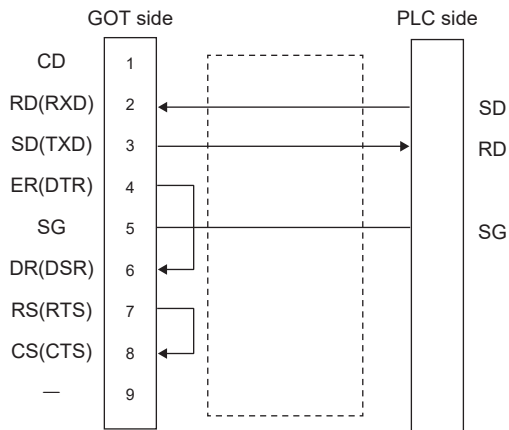 GOT side PLC side
CD 1
RD(RXD) 2 SD
SD(TXD) 3 RD
ER(DTR) 4
SG 5 SG
DR(DSR) 6
RS(RTS) 7
CS(CTS) 8
— 9